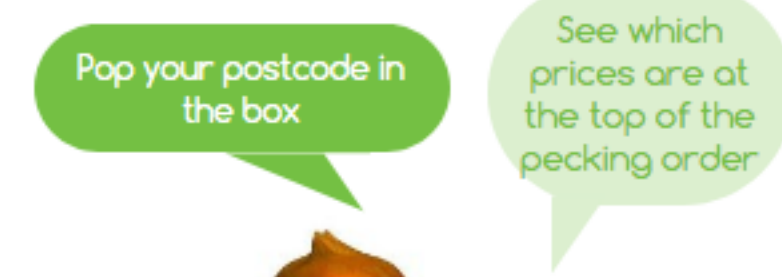 Pop your postcode in
the box
See which
prices are at
the top of the
pecking order